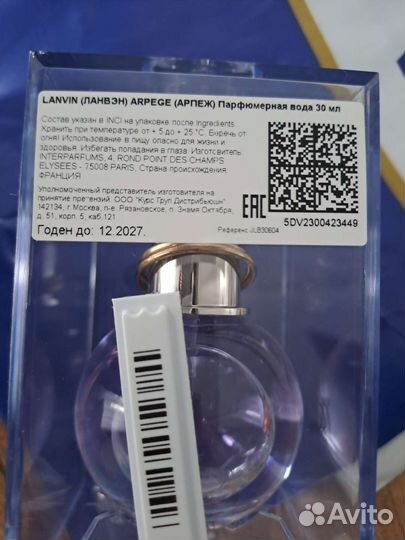 LANVIN (ЛАНВЭН) ARPEGE (АРПЕЖ) Парфюмерная вода 30 мл
Состав указан в INCI на упаковке после Ingredients.
Хранить при температуре от + 5 до + 25 °C. Беречь от
огня! Использование в пищу опасно для жизни и
здоровья. Избегать попадания в глаза. Изготовитель:
INTERPARFUMS, 4, ROND POINT DES CHAMPS
ELYSEES - 75008 PARIS. Страна происхождения:
ФРАНЦИЯ
Уполномоченный представитель изготовителя на
принятие претензий: ООО "Курс Груп Дистрибьюшн"
142134, г. Москва, п-е. Рязановское, п. Знамя Октября,
д. 51, корп. 5, каб.121
Годен до: 12.2027.
EAC
5DV2300423449
Референс JLB30604
Avito